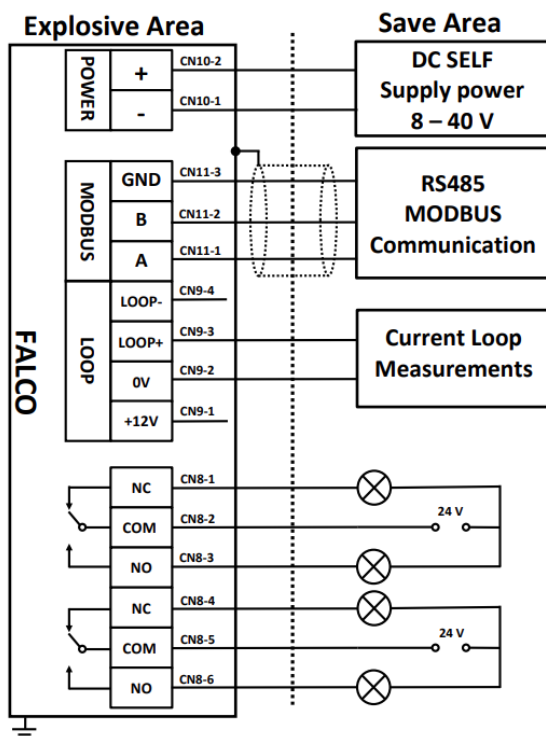 Explosive Area
Save Area
POWER
+
CN10-2
-
CN10-1
DC SELF
Supply power
8 – 40 V
MODBUS
GND
CN11-3
B
CN11-2
A
CN11-1
RS485
MODBUS
Communication
FALCO
LOOP
LOOP-
CN9-4
LOOP+
CN9-3
0V
CN9-2
+12V
CN9-1
Current Loop
Measurements
NC
CN8-1
COM
CN8-2
24 V
NO
CN8-3
NC
CN8-4
COM
CN8-5
24 V
NO
CN8-6